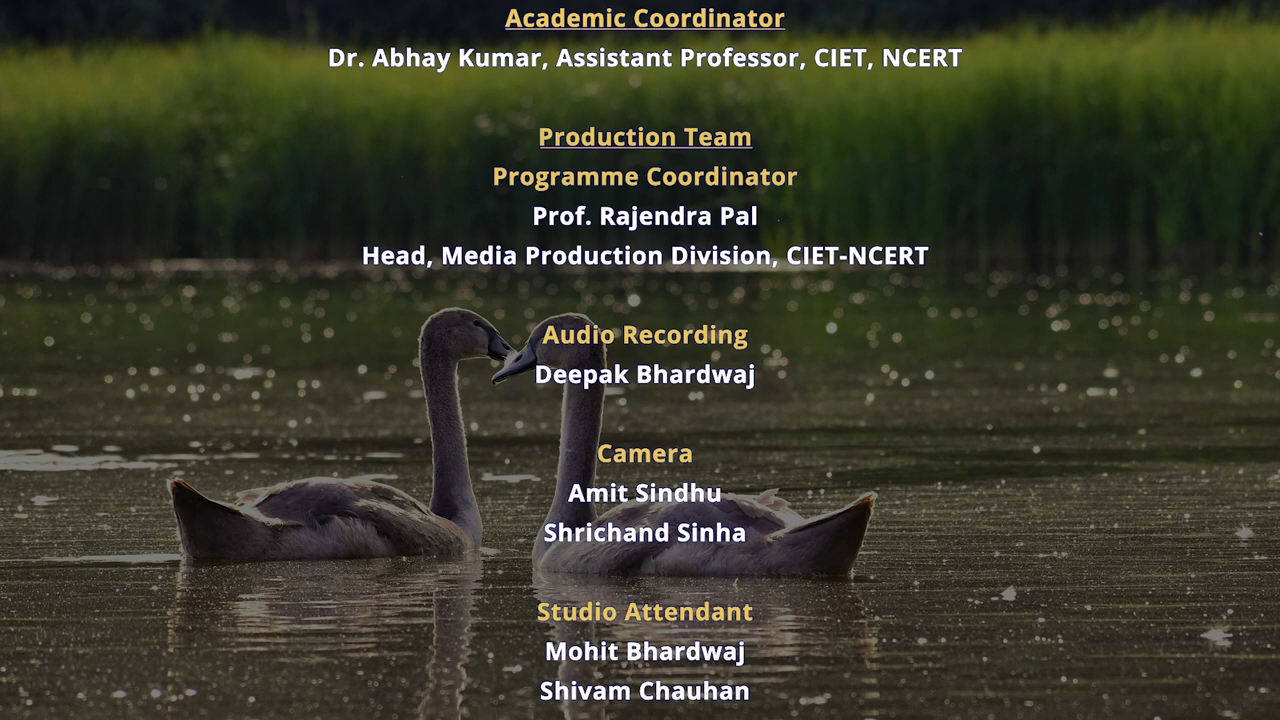 Academic Coordinator
Dr. Abhay Kumar, Assistant Professor, CIET, NCERT
Production Team
Programme Coordinator
Prof. Rajendra Pal
Head, Media Production Division, CIET-NCERT
Audio Recording
Deepak Bhardwaj
Camera
Amit Sindhu
Shrichand Sinha
Studio Attendant
Mohit Bhardwaj
Shivam Chauhan